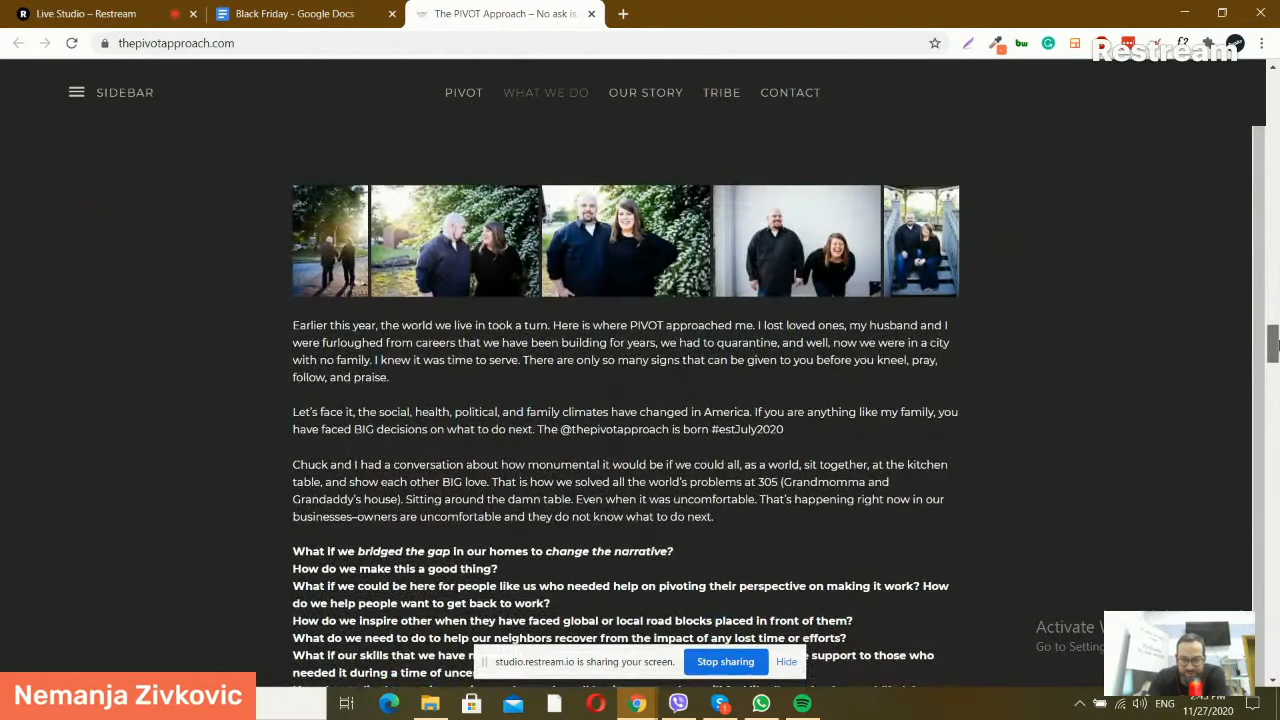 Live Studio – Restream
Black Friday - Google Docs
The PIVOT Approach – No ask is
thepivotapproach.com
Restream
SIDEBAR
PIVOT
WHAT WE DO
OUR STORY
TRIBE
CONTACT
Earlier this year, the world we live in took a turn. Here is where PIVOT approached me. I lost loved ones, my husband and I
were furloughed from careers that we have been building for years, we had to quarantine, and well, now we were in a city
with no family. I knew it was time to serve. There are only so many signs that can be given to you before you kneel, pray,
follow, and praise.
Let's face it, the social, health, political, and family climates have changed in America. If you are anything like my family, you
have faced BIG decisions on what to do next. The @thepivotapproach is born #estJuly2020
Chuck and I had a conversation about how monumental it would be if we could all, as a world, sit together, at the kitchen
table, and show each other BIG love. That is how we solved all the world's problems at 305 (Grandmomma and
Grandaddy's house). Sitting around the damn table. Even when it was uncomfortable. That's happening right now in our
businesses–owners are uncomfortable and they do not know what to do next.
What if we bridged the gap in our homes to change the narrative?
How do we make this a good thing?
What if we could be here for people like us who needed help on pivoting their perspective on making it work? How
do we help people want to get back to work?
How do we inspire other when they have faced global or local road blocks placed in front of them?
What do we need to do to help our neighbors recover from the impact of any lost time or efforts?
What if our skills that we have
support to those who
needed it during a time of
studio.restream.io is sharing your screen.
Stop sharing
Hide
Activate
Go to
Nemanja Zivkovic
ENG
2:45 PM
11/27/2020